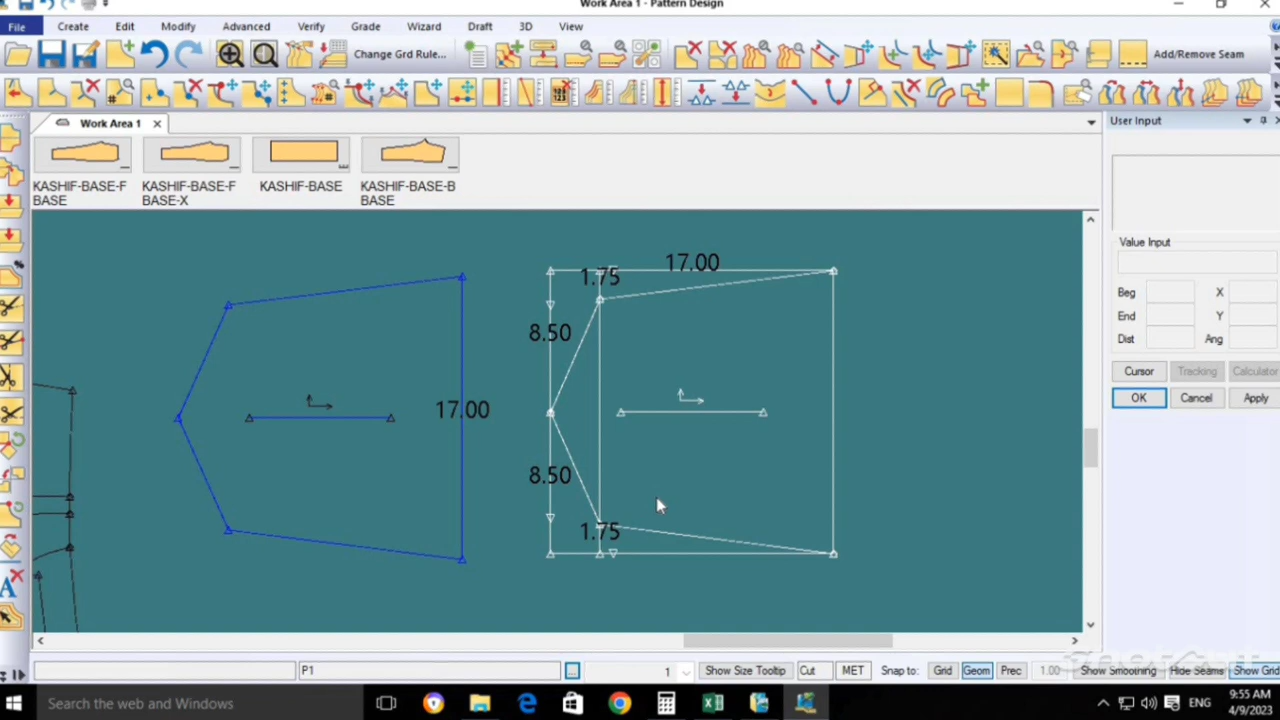 Work Area 1 - Pattern Design
File Create Edit Modify Advanced Verify Grade Wizard Draft 3D View
Change Grd Rule... Add/Remove Seam
Work Area 1
User Input
KASHIF-BASE-F
BASE
KASHIF-BASE-F
BASE-X
KASHIF-BASE
KASHIF-BASE-B
BASE
Value Input
Beg X
End Y
Dist Ang
Cursor Tracking Calculator
OK Cancel Apply
17.00
1.75
8.50
17.00
8.50
1.75
P1 1 Show Size Tooltip Cut MET Snap to: Grid Geom Prec 1.00 Show Smoothing Hide Seams Show Grid
Search the web and Windows
ENG
9:55 AM
4/9/2023